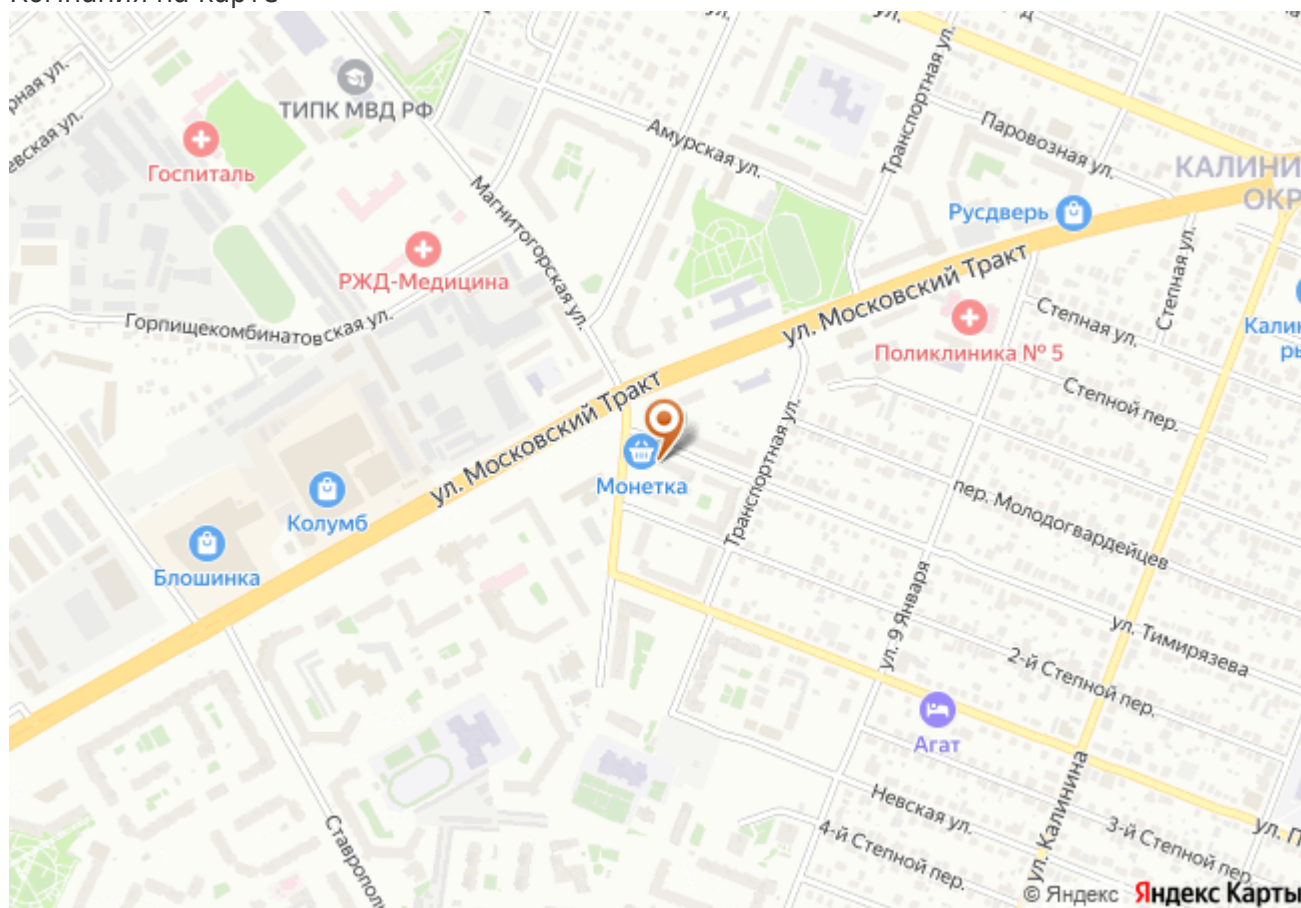 Компания на карте
ТИПК МВД РФ
Госпиталь
Амурская ул.
Транспортная ул.
Паровозная ул.
Магнитогорская ул.
РЖД-Медицина
Горпищекомбинатовская ул.
Русдверь
ул. Московский Тракт
Поликлиника № 5
Степная ул.
Степная ул.
Степной пер.
ул. Московский Тракт
Монетка
Колумб
Блошинка
Транспортная ул.
пер. Молодогвардейцев
ул. 9 Января
ул. Тимирязева
2-й Степной пер.
Агат
Невская ул.
4-й Степной пер.
ул. Калинина
3-й Степной пер.
© Яндекс Яндекс Карты